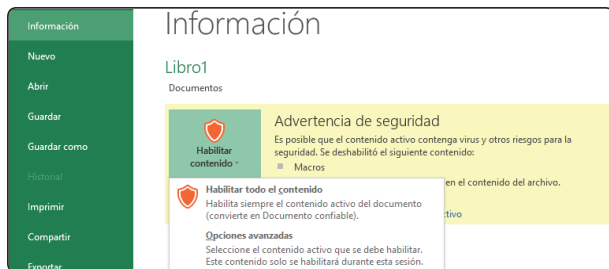 Información
Nuevo
Abrir
Guardar
Guardar como
Historial
Imprimir
Compartir
Exportar
Información
Libro1
Documentos
Habilitar
contenido
Advertencia de seguridad
Es posible que el contenido activo contenga virus y otros riesgos para la
seguridad. Se deshabilitó el siguiente contenido:
Macros
en el contenido del archivo.
tivo
Habilitar todo el contenido
Habilita siempre el contenido activo del documento
(convierte en Documento confiable).
Opciones avanzadas
Seleccione el contenido activo que se debe habilitar.
Este contenido solo se habilitará durante esta sesión.